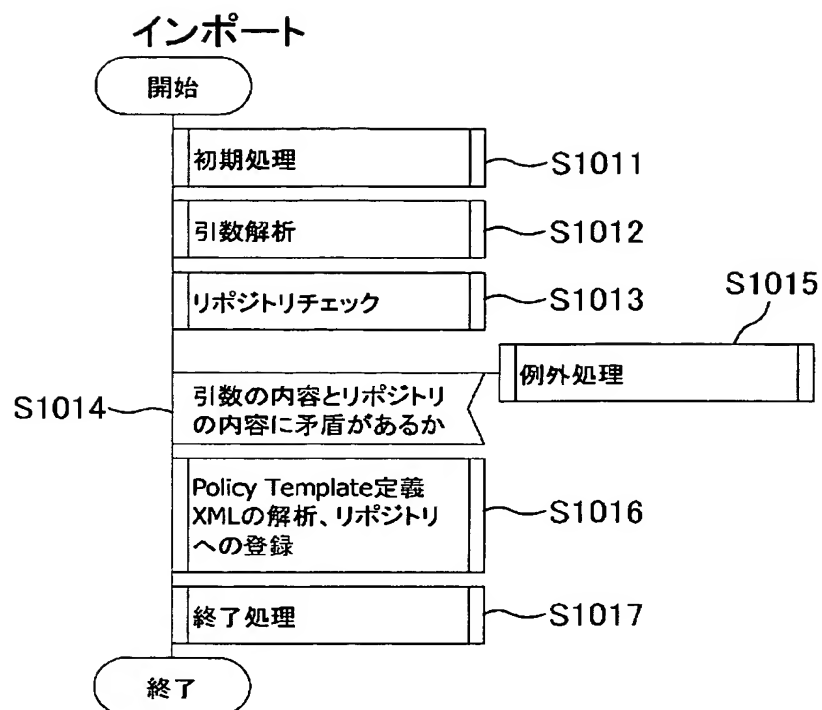 インポート
開始
初期処理
S1011
引数解析
S1012
リポジトリチェック
S1013
S1015
例外処理
S1014
引数の内容とリポジトリ
の内容に矛盾があるか
Policy Template定義
XMLの解析、リポジトリ
への登録
S1016
終了処理
S1017
終了